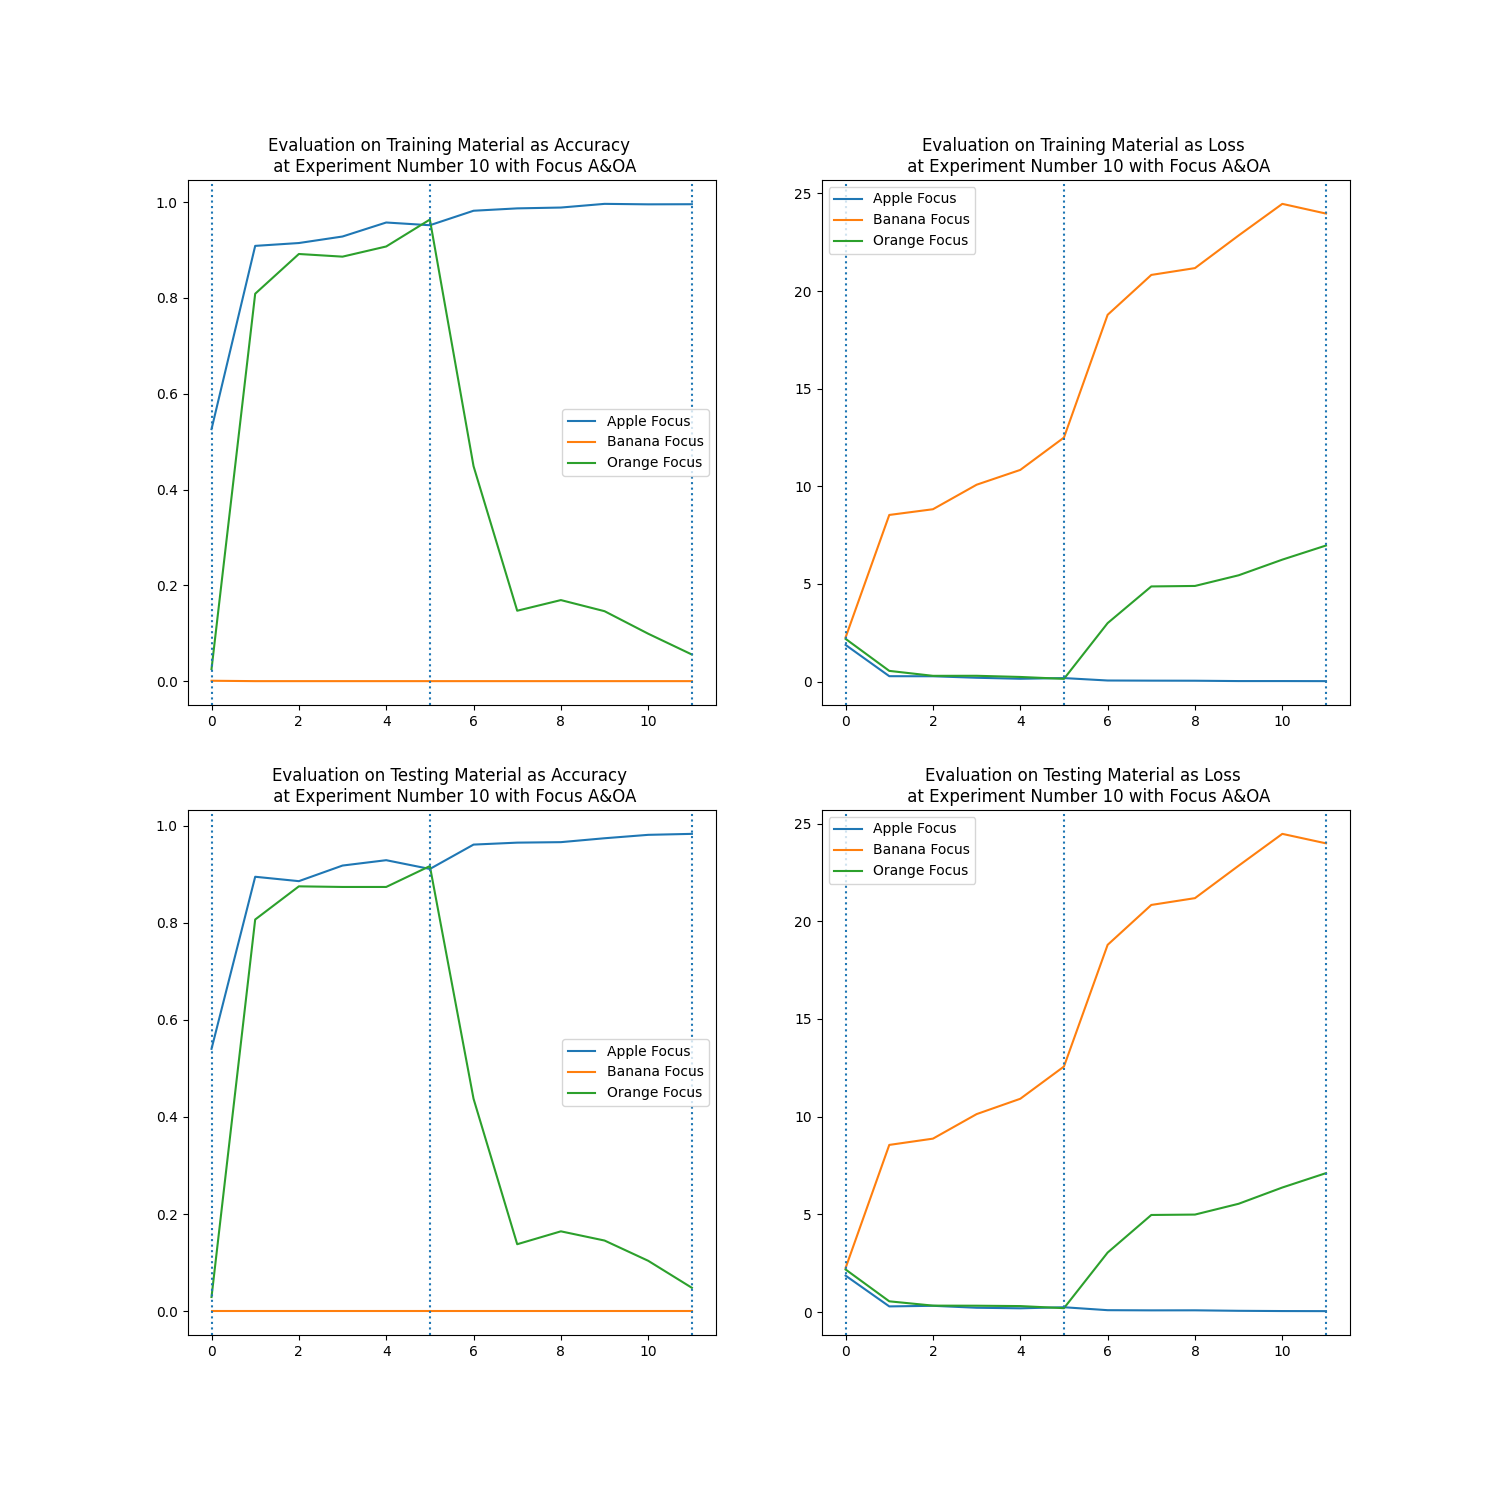 Evaluation on Training Material as Accuracy
at Experiment Number 10 with Focus A&OA
1.0
0.8
0.6
0.4
0.2
0.0
0 2 4 6 8 10
Apple Focus
Banana Focus
Orange Focus
Evaluation on Training Material as Loss
at Experiment Number 10 with Focus A&OA
Apple Focus
Banana Focus
Orange Focus
25
20
15
10
5
0
0 2 4 6 8 10
Evaluation on Testing Material as Accuracy
at Experiment Number 10 with Focus A&OA
1.0
0.8
0.6
0.4
0.2
0.0
0 2 4 6 8 10
Apple Focus
Banana Focus
Orange Focus
Evaluation on Testing Material as Loss
at Experiment Number 10 with Focus A&OA
Apple Focus
Banana Focus
Orange Focus
25
20
15
10
5
0
0 2 4 6 8 10